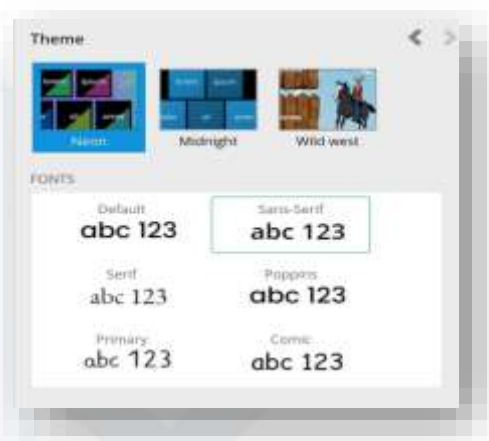 Theme
Neon Midnight Wild west
FONTS
Default Sans-Serif
abc 123 abc 123
Serif Poppins
abc 123 abc 123
Primary Comic
abc 123 abc 123